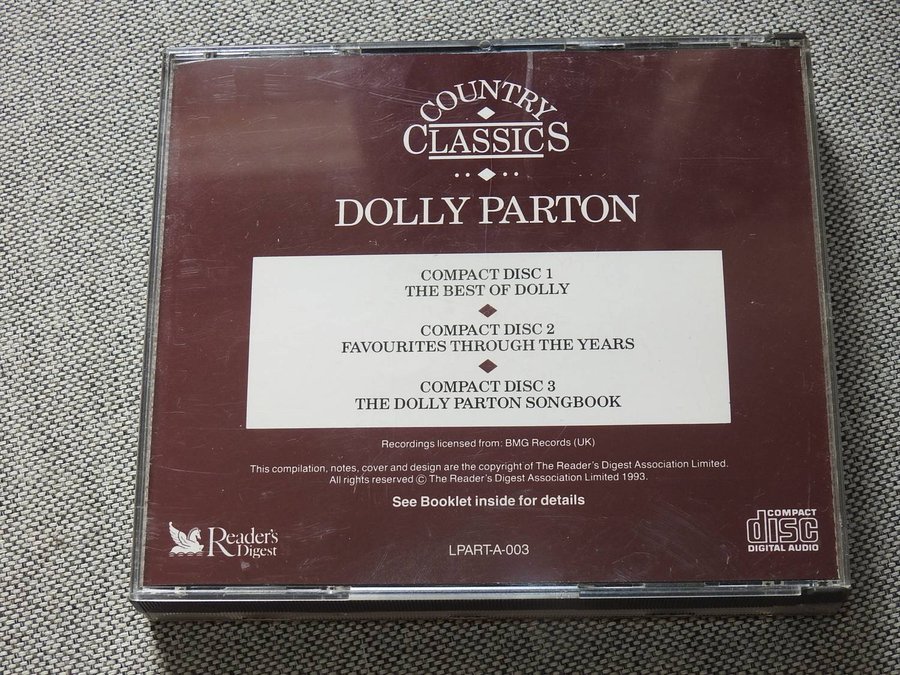 COUNTRY
CLASSICS
DOLLY PARTON
COMPACT DISC 1
THE BEST OF DOLLY
COMPACT DISC 2
FAVOURITES THROUGH THE YEARS
COMPACT DISC 3
THE DOLLY PARTON SONGBOOK
Recordings licensed from: BMG Records (UK)
This compilation, notes, cover and design are the copyright of The Reader's Digest Association Limited.
All rights reserved © The Reader's Digest Association Limited 1993.
See Booklet inside for details
Reader's
Digest
LPART-A-003
COMPACT
disc
DIGITAL AUDIO